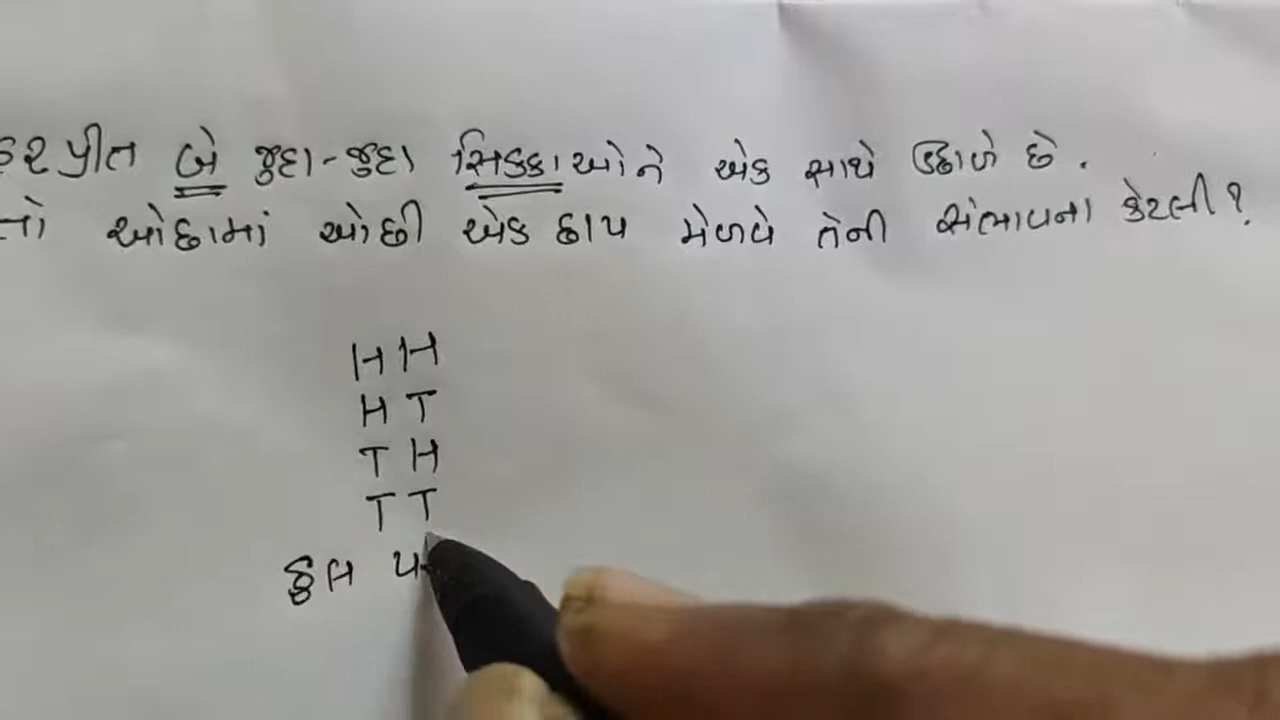 હરપ્રીત બે જુદા-જુદા સિક્કાઓને એક સાથે ઉછાળે છે.
તો ઓછામાં ઓછી એક છાપ મેળવે તેની સંભાવના કેટલી?
H H
H T
T H
T T
કુલ પ